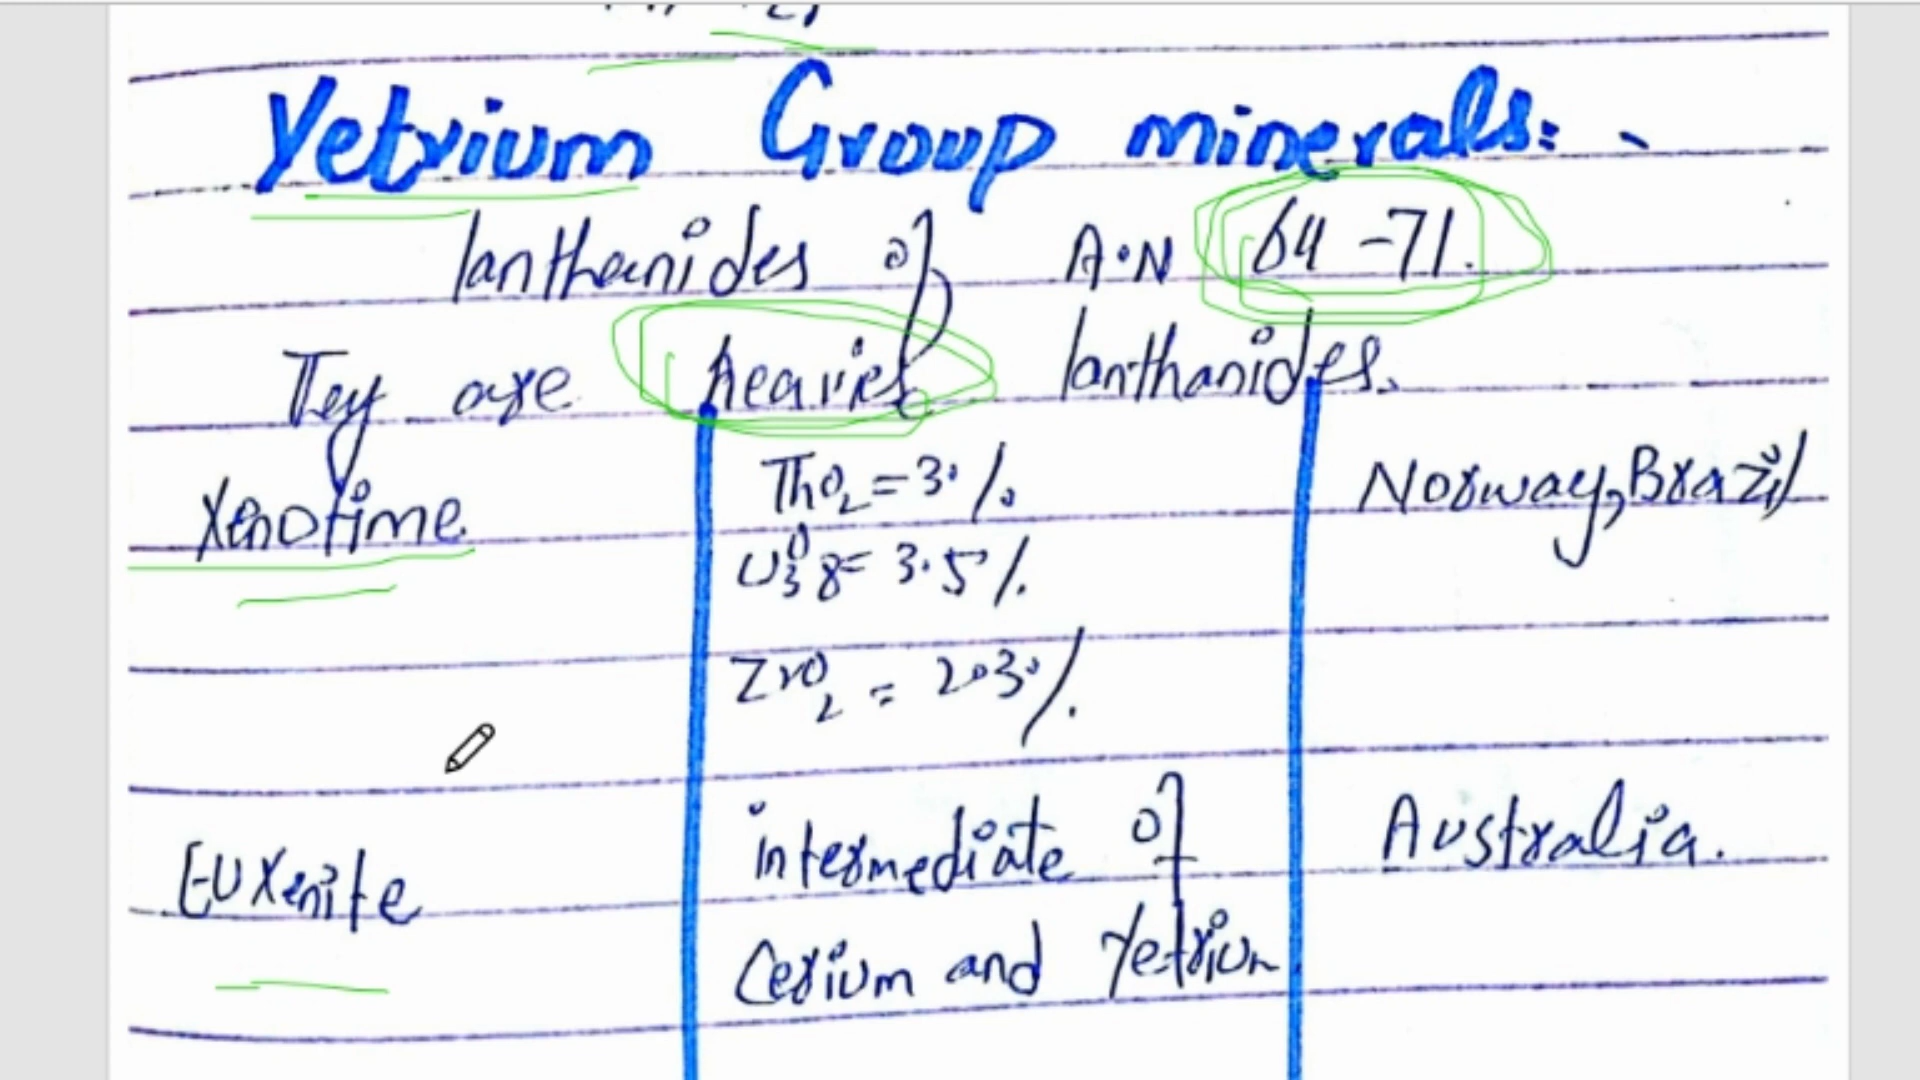 Yetrium Group minerals:-
lanthanides of A.N 64-71.
Tey are heavies lanthanides.
Xenotime
ThO2=3%
Norway, Brazil
U3O8=3.5%
ZrO2 = 2.3%
Euxenite
intermediate of
Australia.
Cerium and Yetrium